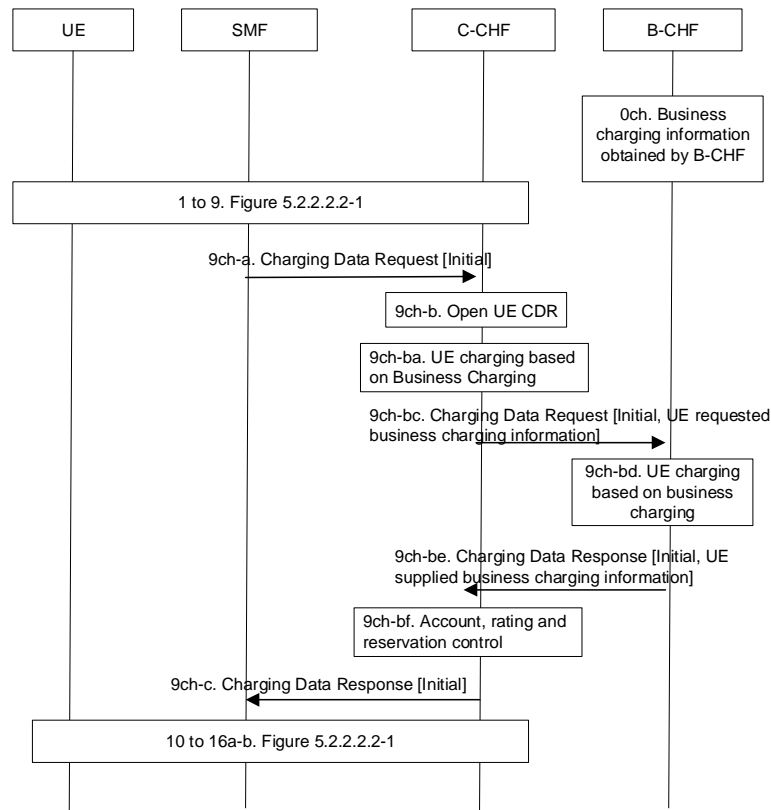 UE
SMF
C-CHF
B-CHF
0ch. Business
charging information
obtained by B-CHF
1 to 9. Figure 5.2.2.2.2-1
9ch-a. Charging Data Request [Initial]
9ch-b. Open UE CDR
9ch-ba. UE charging based
on Business Charging
9ch-bc. Charging Data Request [Initial, UE requested
business charging information]
9ch-bd. UE charging
based on business
charging
9ch-be. Charging Data Response [Initial, UE
supplied business charging information]
9ch-bf. Account, rating and
reservation control
9ch-c. Charging Data Response [Initial]
10 to 16a-b. Figure 5.2.2.2.2-1